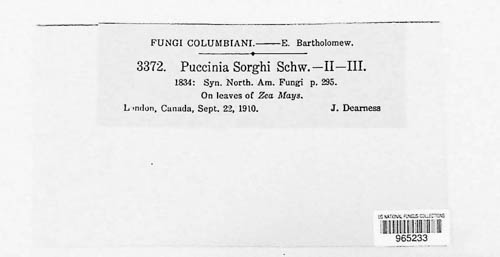 FUNGI COLUMBIANI.——E. Bartholomew.
3372. Puccinia Sorghi Schw.—II—III.
1834: Syn. North. Am. Fungi p. 295.
On leaves of Zea Mays.
London, Canada, Sept. 22, 1910. J. Dearness
US NATIONAL FUNGUS COLLECTIONS
965233